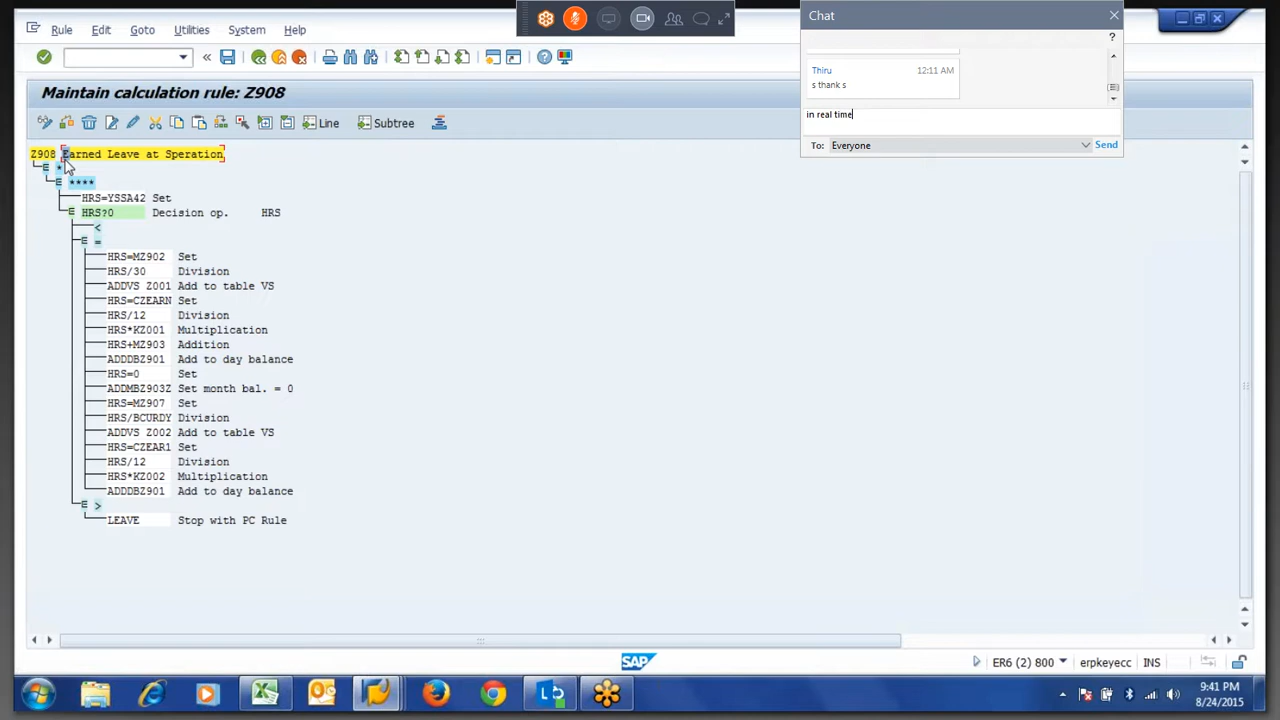 Rule Edit Goto Utilities System Help
Chat
Thiru 12:11 AM
s thank s
in real time
To: Everyone Send
Maintain calculation rule: Z908
Line Subtree
Z908 Earned Leave at Speration
*
****
HRS=YSSA42 Set
HRS?0 Decision op. HRS
<
=
HRS=MZ902 Set
HRS/30 Division
ADDVS Z001 Add to table VS
HRS=CZEARN Set
HRS/12 Division
HRS*KZ001 Multiplication
HRS+MZ903 Addition
ADDDBZ901 Add to day balance
HRS=0 Set
ADDMBZ903Z Set month bal. = 0
HRS=MZ907 Set
HRS/BCURDY Division
ADDVS Z002 Add to table VS
HRS=CZEAR1 Set
HRS/12 Division
HRS*KZ002 Multiplication
ADDDBZ901 Add to day balance
>
LEAVE Stop with PC Rule
SAP
ER6 (2) 800 erpkeyecc INS
9:41 PM
8/24/2015